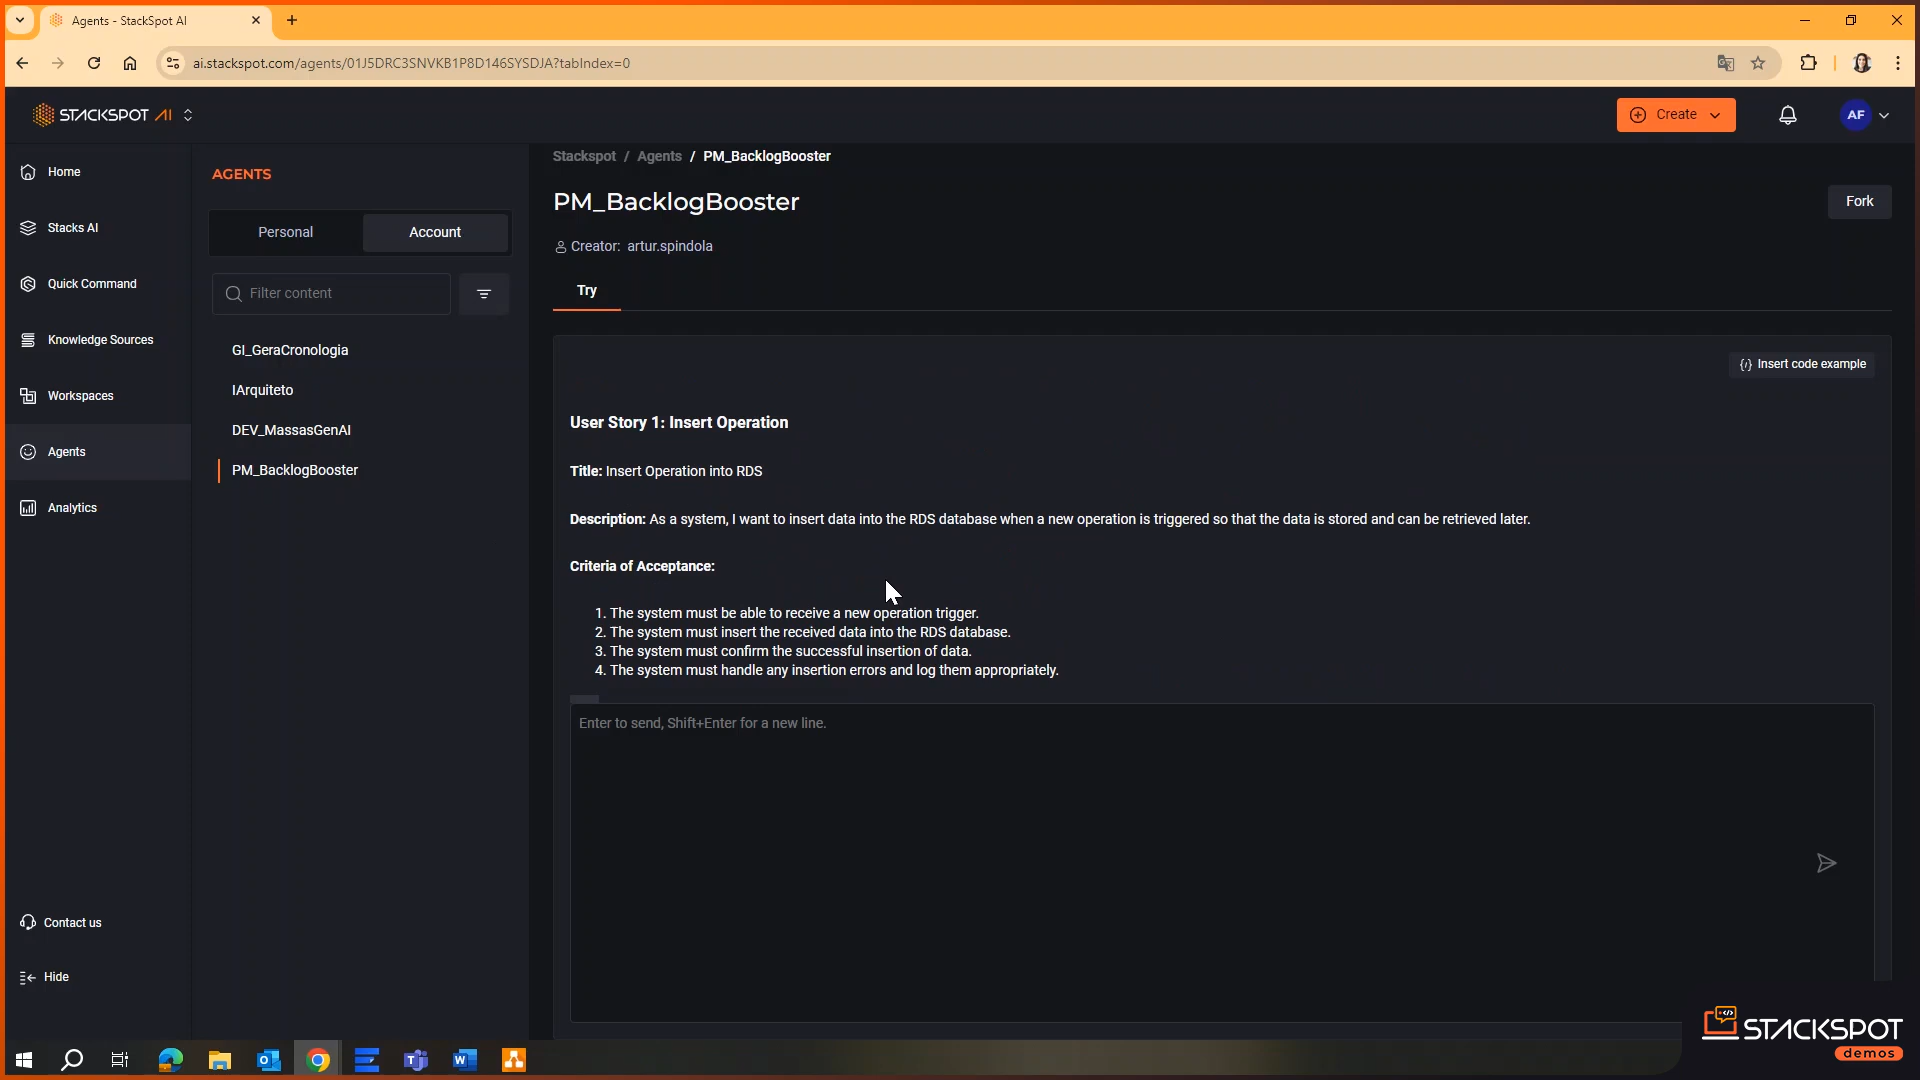 Agents - StackSpot AI
ai.stackspot.com/agents/01J5DRC3SNVKB1P8D146SYSDJA?tabIndex=0
STACKSPOT AI
Create
AF
Home
Stacks AI
Quick Command
Knowledge Sources
Workspaces
Agents
Analytics
Contact us
Hide
AGENTS
Personal
Account
Filter content
GI_GeraCronologia
IArquiteto
DEV_MassasGenAI
PM_BacklogBooster
Stackspot / Agents / PM_BacklogBooster
PM_BacklogBooster
Fork
Creator: artur.spindola
Try
Insert code example
User Story 1: Insert Operation
Title: Insert Operation into RDS
Description: As a system, I want to insert data into the RDS database when a new operation is triggered so that the data is stored and can be retrieved later.
Criteria of Acceptance:
1. The system must be able to receive a new operation trigger.
2. The system must insert the received data into the RDS database.
3. The system must confirm the successful insertion of data.
4. The system must handle any insertion errors and log them appropriately.
Enter to send, Shift+Enter for a new line.
STACKSPOT
demos